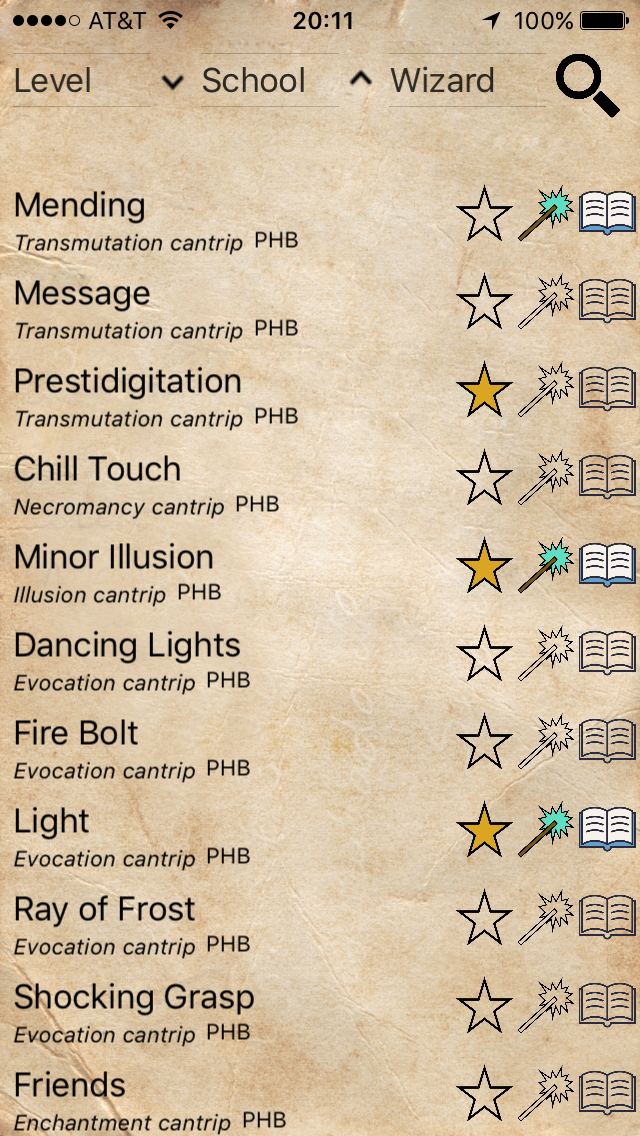 AT&T 20:11 100%
Level School Wizard
Mending
Transmutation cantrip PHB
Message
Transmutation cantrip PHB
Prestidigitation
Transmutation cantrip PHB
Chill Touch
Necromancy cantrip PHB
Minor Illusion
Illusion cantrip PHB
Dancing Lights
Evocation cantrip PHB
Fire Bolt
Evocation cantrip PHB
Light
Evocation cantrip PHB
Ray of Frost
Evocation cantrip PHB
Shocking Grasp
Evocation cantrip PHB
Friends
Enchantment cantrip PHB